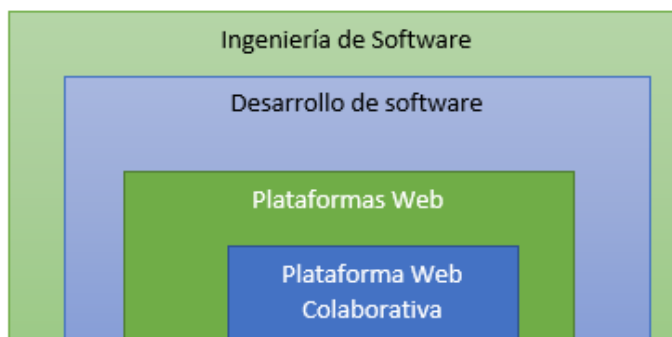 Ingeniería de Software
Desarrollo de software
Plataformas Web
Plataforma Web
Colaborativa